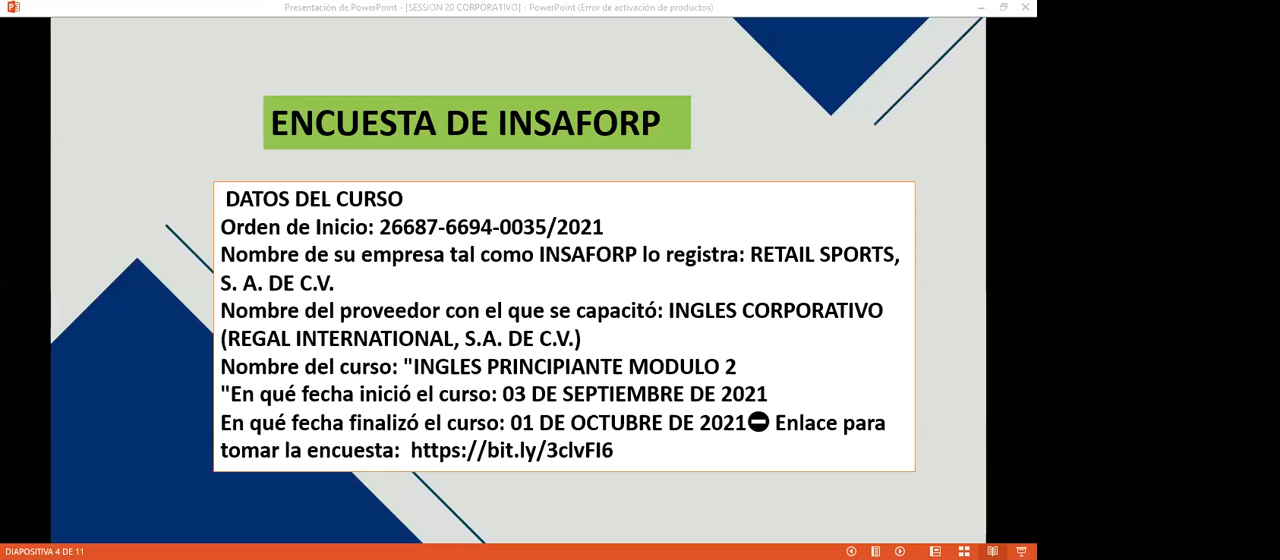 Presentación de PowerPoint - [SESSION 20 CORPORATIVO] - PowerPoint (Error de activación de productos)
ENCUESTA DE INSAFORP
DATOS DEL CURSO
Orden de Inicio: 26687-6694-0035/2021
Nombre de su empresa tal como INSAFORP lo registra: RETAIL SPORTS,
S. A. DE C.V.
Nombre del proveedor con el que se capacitó: INGLES CORPORATIVO
(REGAL INTERNATIONAL, S.A. DE C.V.)
Nombre del curso: "INGLES PRINCIPIANTE MODULO 2
"En qué fecha inició el curso: 03 DE SEPTIEMBRE DE 2021
En qué fecha finalizó el curso: 01 DE OCTUBRE DE 2021⛔ Enlace para
tomar la encuesta: https://bit.ly/3clvFI6
DIAPOSITIVA 4 DE 11